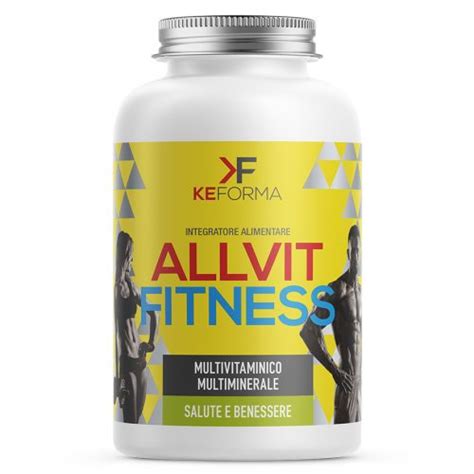 KF
KEFORMA
INTEGRATORE ALIMENTARE
ALLVIT
FITNESS
MULTIVITAMINICO
MULTIMINERALE
SALUTE E BENESSERE